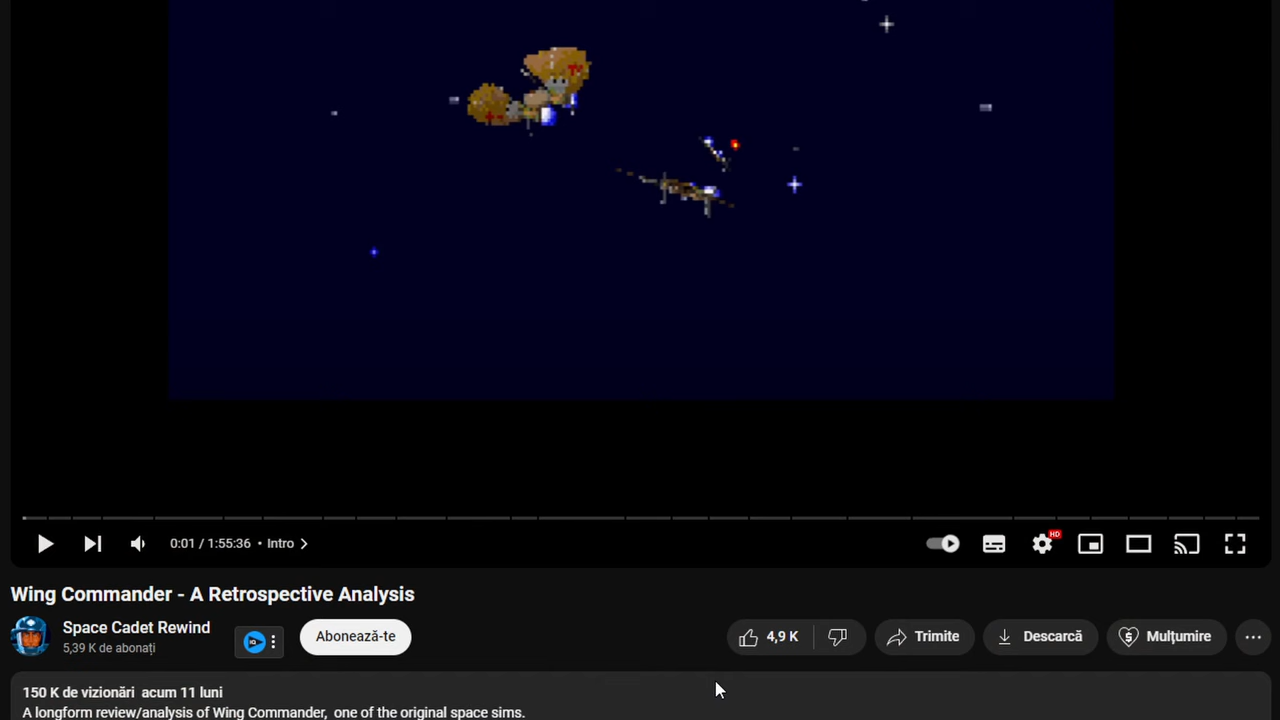 0:01 / 1:55:36 • Intro
HD
Wing Commander - A Retrospective Analysis
Space Cadet Rewind
5,39 K de abonați
IQ
Abonează-te
4,9 K
Trimite
Descarcă
Mulțumire
150 K de vizionări acum 11 luni
A longform review/analysis of Wing Commander, one of the original space sims.